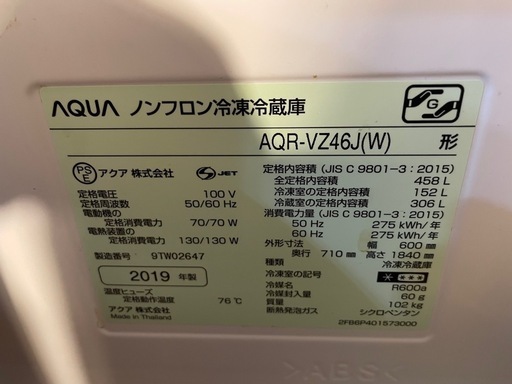 AQUA ノンフロン冷凍冷蔵庫
AQR-VZ46J(W) 形
G
PS E アクア 株式会社 S JET
定格電圧 100 V
定格周波数 50/60 Hz
電動機の
定格消費電力 70/70 W
電熱装置の
定格消費電力 130/130 W
製造番号: 9TW02647
2019 年製
温度ヒューズ
定格動作温度 76℃
アクア 株式会社
Made in Thailand
定格内容積 (JIS C 9801-3 : 2015)
全定格内容積 458 L
冷凍室の定格内容積 152 L
冷蔵室の定格内容積 306 L
消費電力量 (JIS C 9801-3 : 2015)
50 Hz 275 kWh/年
60 Hz 275 kWh/年
外形寸法 幅 600 mm
奥行 710 mm 高さ 1840 mm
種類 冷凍冷蔵庫
冷凍室の記号 * ***
冷媒名 R600a
冷媒封入量 60 g
質量 102 kg
断熱発泡ガス シクロペンタン
2FB6P401573000
>ABS<